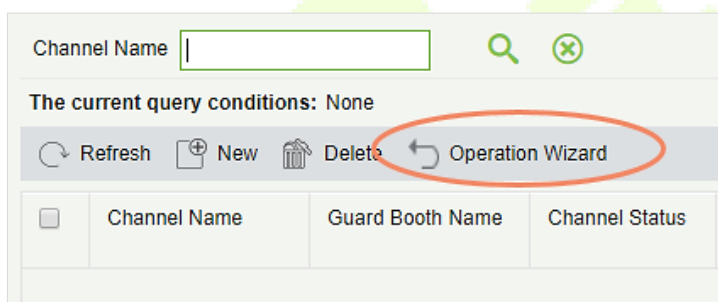 Channel Name
The current query conditions: None
Refresh New Delete Operation Wizard
Channel Name Guard Booth Name Channel Status